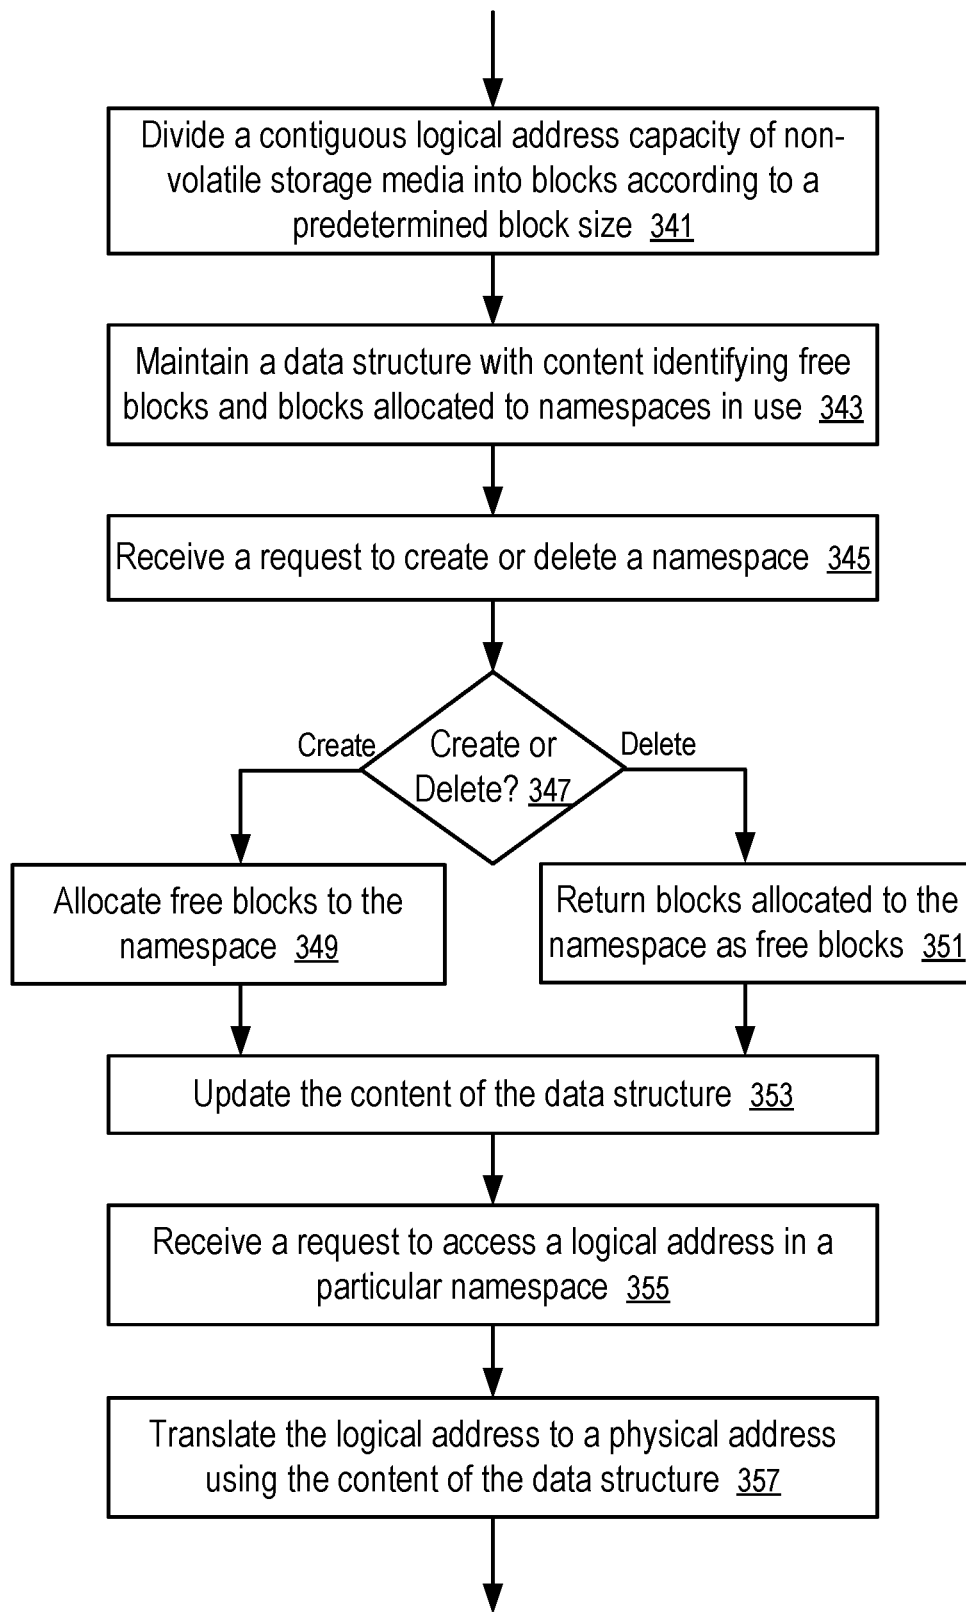 Divide a contiguous logical address capacity of non-
volatile storage media into blocks according to a
predetermined block size 341
Maintain a data structure with content identifying free
blocks and blocks allocated to namespaces in use 343
Receive a request to create or delete a namespace 345
Create
Create or
Delete? 347
Delete
Allocate free blocks to the
namespace 349
Return blocks allocated to the
namespace as free blocks 351
Update the content of the data structure 353
Receive a request to access a logical address in a
particular namespace 355
Translate the logical address to a physical address
using the content of the data structure 357